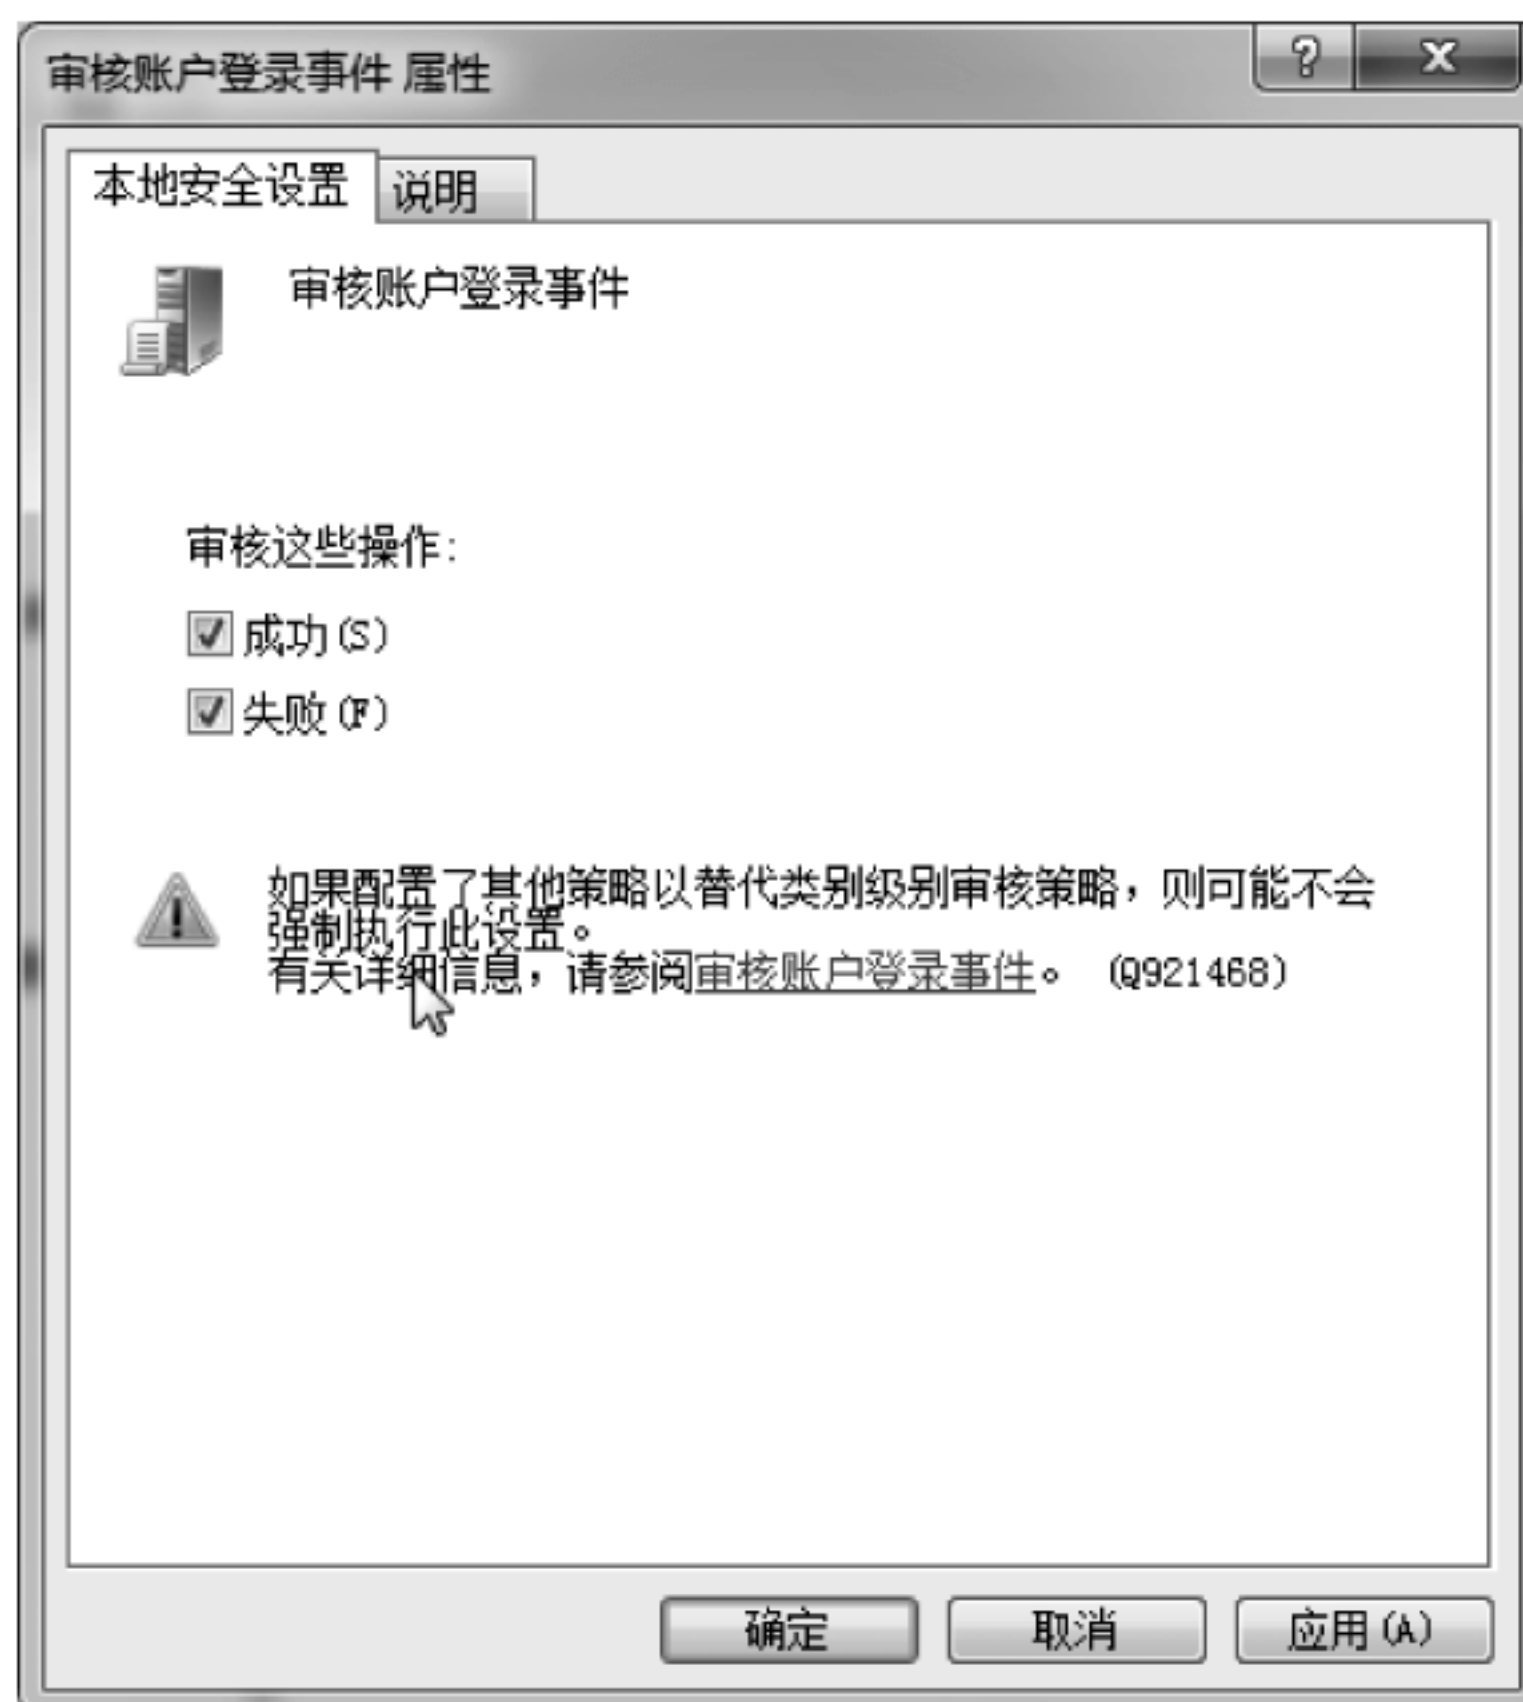 审核账户登录事件 属性
本地安全设置 说明
审核账户登录事件
审核这些操作:
成功(S)
失败(F)
如果配置了其他策略以替代类别级别审核策略，则可能不会
强制执行此设置。
有关详细信息，请参阅审核账户登录事件。 (Q921468)
确定 取消 应用(A)